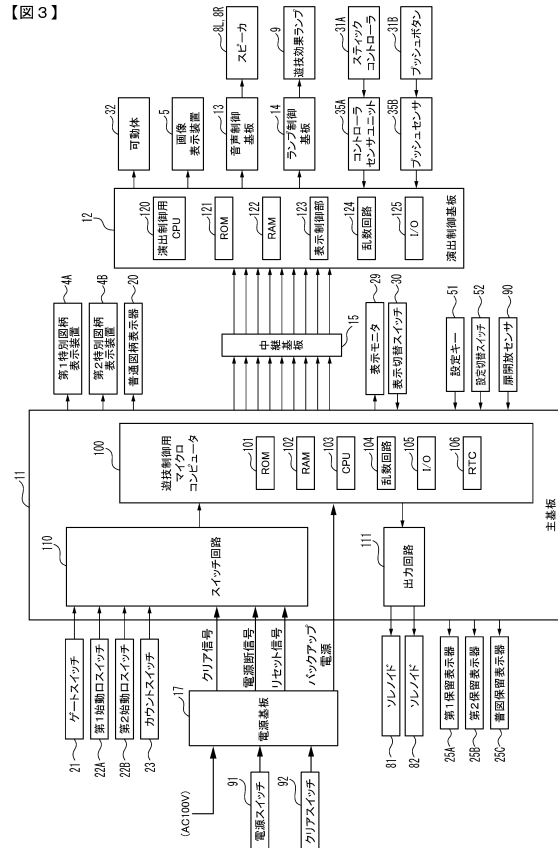 【図３】
32
可動体
5
画像
表示装置
13
音声制御
基板
8L, 8R
スピーカ
14
ランプ制御
基板
9
遊技効果ランプ
35A
コントローラ
センサユニット
31A
スティック
コントローラ
35B
プッシュセンサ
31B
プッシュボタン
12
120
演出制御用
CPU
121
ROM
122
RAM
123
表示制御部
124
乱数回路
125
I/O
演出制御基板
4A
第1特別図柄
表示装置
4B
第2特別図柄
表示装置
20
普通図柄表示器
15
中継基板
29
表示モニタ
30
表示切替スイッチ
51
設定キー
52
設定切替スイッチ
90
扉開放センサ
11
100
遊技制御用
マイクロ
コンピュータ
101
ROM
102
RAM
103
CPU
104
乱数回路
105
I/O
106
RTC
主基板
110
スイッチ回路
111
出力回路
21
ゲートスイッチ
22A
第1始動口スイッチ
22B
第2始動口スイッチ
23
カウントスイッチ
クリア信号
電源断信号
リセット信号
バックアップ
電源
17
電源基板
(AC100V)
91
電源スイッチ
92
クリアスイッチ
81
ソレノイド
82
ソレノイド
25A
第1保留表示器
25B
第2保留表示器
25C
普図保留表示器